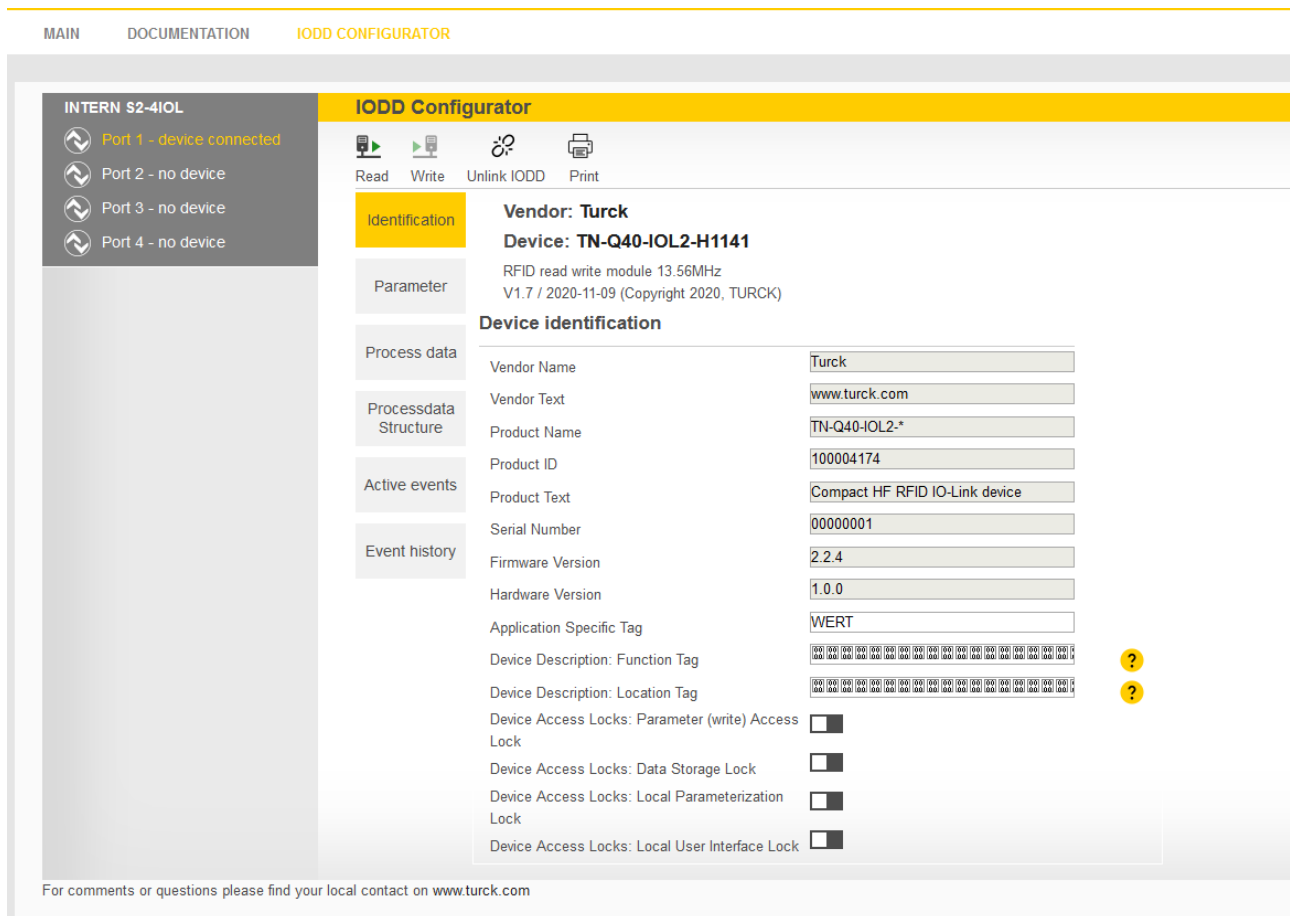 MAIN DOCUMENTATION IODD CONFIGURATOR
INTERN S2-4IOL
Port 1 - device connected
Port 2 - no device
Port 3 - no device
Port 4 - no device
IODD Configurator
Read Write Unlink IODD Print
Identification
Parameter
Process data
Processdata
Structure
Active events
Event history
Vendor: Turck
Device: TN-Q40-IOL2-H1141
RFID read write module 13.56MHz
V1.7 / 2020-11-09 (Copyright 2020, TURCK)
Device identification
Vendor Name Turck
Vendor Text www.turck.com
Product Name TN-Q40-IOL2-*
Product ID 100004174
Product Text Compact HF RFID IO-Link device
Serial Number 00000001
Firmware Version 2.2.4
Hardware Version 1.0.0
Application Specific Tag WERT
Device Description: Function Tag ?
Device Description: Location Tag ?
Device Access Locks: Parameter (write) Access
Lock
Device Access Locks: Data Storage Lock
Device Access Locks: Local Parameterization
Lock
Device Access Locks: Local User Interface Lock
For comments or questions please find your local contact on www.turck.com